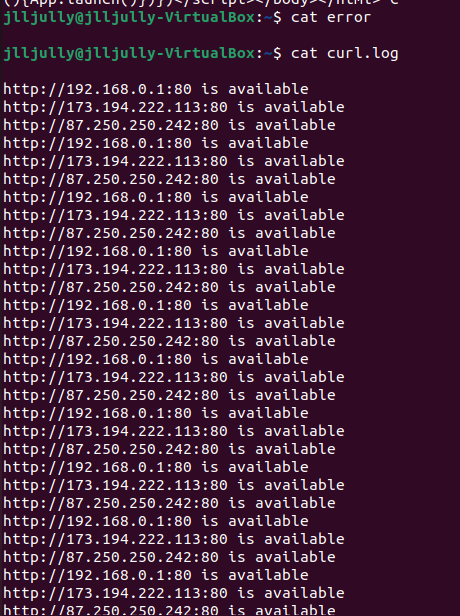 (){App.launch()})})</script></body></html>^C
jlljully@jlljully-VirtualBox:~$ cat error
jlljully@jlljully-VirtualBox:~$ cat curl.log
http://192.168.0.1:80 is available
http://173.194.222.113:80 is available
http://87.250.250.242:80 is available
http://192.168.0.1:80 is available
http://173.194.222.113:80 is available
http://87.250.250.242:80 is available
http://192.168.0.1:80 is available
http://173.194.222.113:80 is available
http://87.250.250.242:80 is available
http://192.168.0.1:80 is available
http://173.194.222.113:80 is available
http://87.250.250.242:80 is available
http://192.168.0.1:80 is available
http://173.194.222.113:80 is available
http://87.250.250.242:80 is available
http://192.168.0.1:80 is available
http://173.194.222.113:80 is available
http://87.250.250.242:80 is available
http://192.168.0.1:80 is available
http://173.194.222.113:80 is available
http://87.250.250.242:80 is available
http://192.168.0.1:80 is available
http://173.194.222.113:80 is available
http://87.250.250.242:80 is available
http://192.168.0.1:80 is available
http://173.194.222.113:80 is available
http://87.250.250.242:80 is available
http://192.168.0.1:80 is available
http://173.194.222.113:80 is available
http://87.250.250.242:80 is available